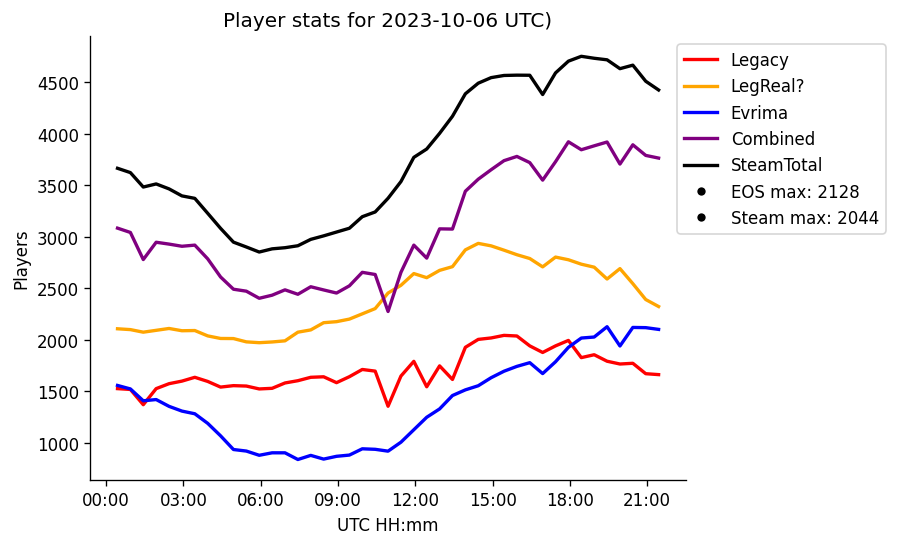 Player stats for 2023-10-06 UTC)
Legacy
LegReal?
Evrima
Combined
SteamTotal
EOS max: 2128
Steam max: 2044
Players
4500
4000
3500
3000
2500
2000
1500
1000
00:00 03:00 06:00 09:00 12:00 15:00 18:00 21:00
UTC HH:mm